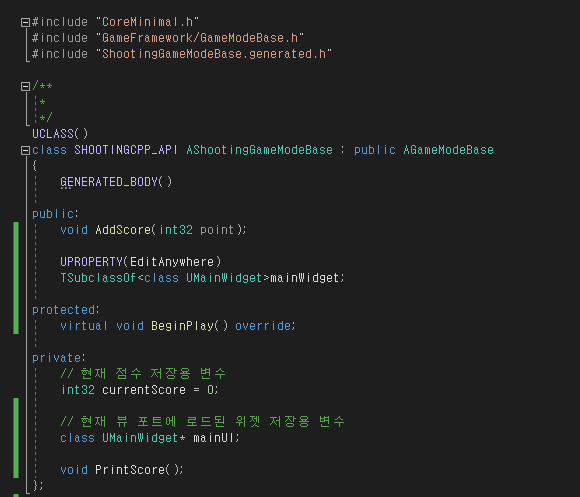 #include "CoreMinimal.h"
#include "GameFramework/GameModeBase.h"
#include "ShootingGameModeBase.generated.h"
/**
*
*/
UCLASS()
class SHOOTINGCPP_API AShootingGameModeBase : public AGameModeBase
{
GENERATED_BODY()
public:
void AddScore(int32 point);
UPROPERTY(EditAnywhere)
TSubclassOf<class UMainWidget>mainWidget;
protected:
virtual void BeginPlay() override;
private:
// 현재 점수 저장용 변수
int32 currentScore = 0;
// 현재 뷰 포트에 로드된 위젯 저장용 변수
class UMainWidget* mainUI;
void PrintScore();
};